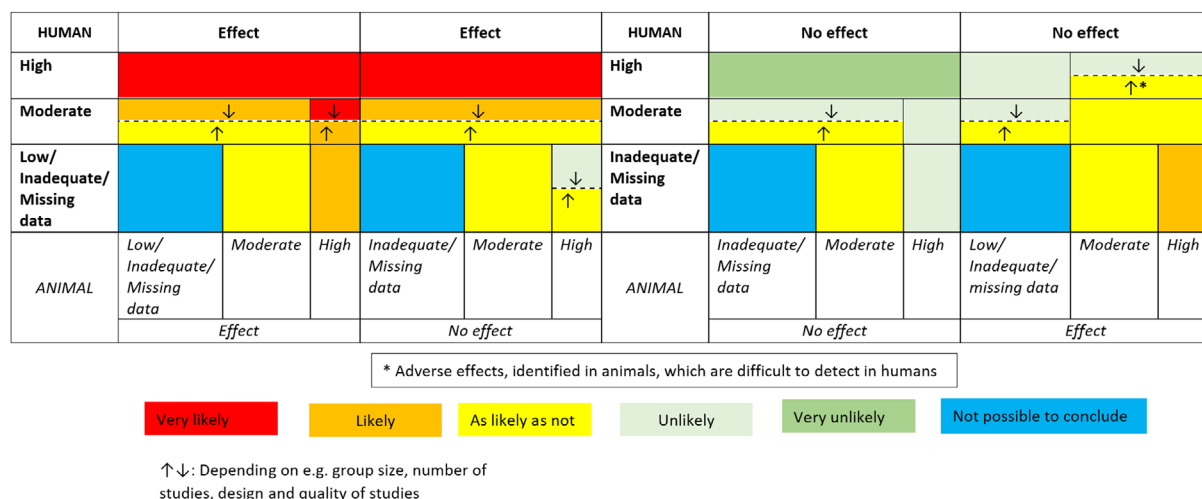 HUMAN Effect Effect HUMAN No effect No effect
High High
↓
↑*
Moderate ↓ ↓ ↓ Moderate ↓ ↓
↑ ↑ ↑ ↑ ↑
Low/ Inadequate/
Inadequate/ Missing
Missing data
data
↓
↑
ANIMAL
Low/
Inadequate/
Missing
data
Moderate
High
Inadequate/
Missing
data
Moderate
High
ANIMAL
Inadequate/
Missing
data
Moderate
High
Low/
Inadequate/
missing data
Moderate
High
Effect No effect No effect Effect
* Adverse effects, identified in animals, which are difficult to detect in humans
Very likely Likely As likely as not Unlikely Very unlikely Not possible to conclude
↑↓: Depending on e.g. group size, number of
studies, design and quality of studies